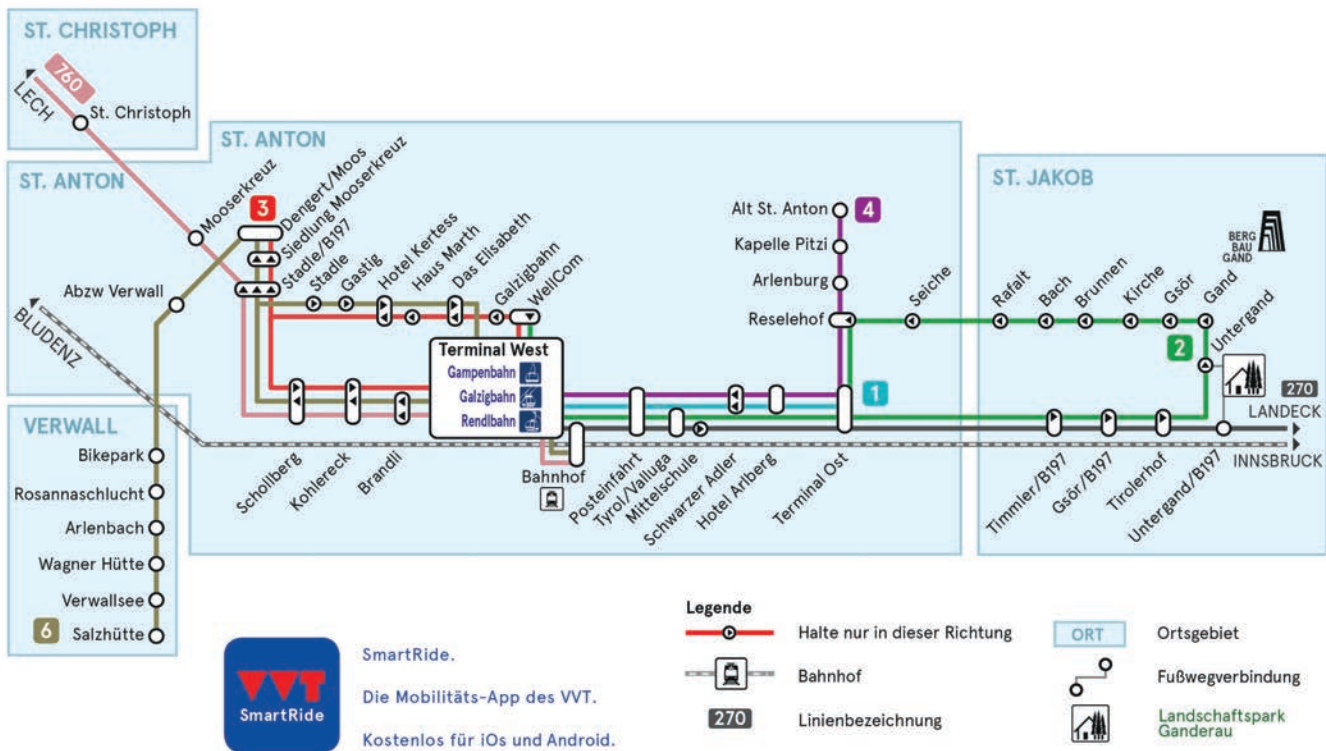 ST. CHRISTOPH
760
LECH
St. Christoph
ST. ANTON
ST. ANTON
ST. JAKOB
Mooserkreuz
3
Dengert/Moos
Siedlung Mooserkreuz
Stadle/B197
Stadle
Gastig
Hotel Kertess
Haus Marth
Das Elisabeth
Galzigbahn
WellCom
Alt St. Anton
4
Kapelle Pitzi
Arlenburg
Reselehof
Seiche
Rafalt
Bach
Brunnen
Kirche
Gsör
Gand
Untergand
BERG
BAU
GAND
Abzw Verwall
BLUDENZ
Terminal West
Gampenbahn
Galzigbahn
Rendlbahn
1
2
270
LANDECK
INNSBRUCK
VERWALL
Bikepark
Rosannaschlucht
Arlenbach
Wagner Hütte
Verwallsee
6
Salzhütte
Schollberg
Kohlereck
Brandli
Bahnhof
Posteinfahrt
Tyrol/Valluga
Mittelschule
Schwarzer Adler
Hotel Arlberg
Terminal Ost
Timmler/B197
Gsör/B197
Tirolerhof
Untergand/B197
VVT
SmartRide
SmartRide.
Die Mobilitäts-App des VVT.
Kostenlos für iOs und Android.
Legende
Halte nur in dieser Richtung
Bahnhof
270
Linienbezeichnung
ORT
Ortsgebiet
Fußwegverbindung
Landschaftspark
Ganderau